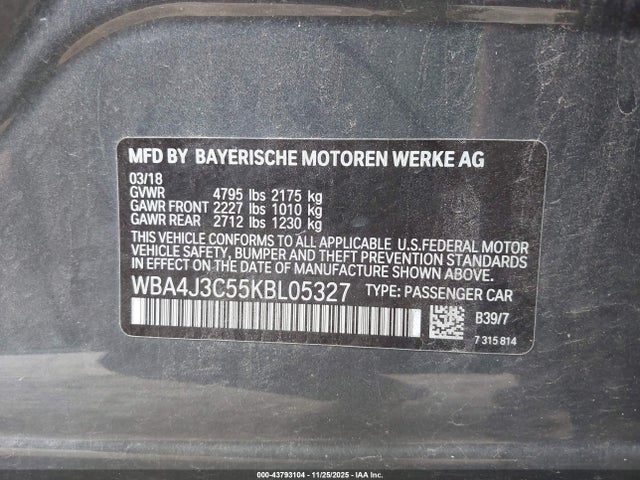 MFD BY BAYERISCHE MOTOREN WERKE AG
03/18
GVWR 4795 lbs 2175 kg
GAWR FRONT 2227 lbs 1010 kg
GAWR REAR 2712 lbs 1230 kg
THIS VEHICLE CONFORMS TO ALL APPLICABLE U.S.FEDERAL MOTOR
VEHICLE SAFETY, BUMPER AND THEFT PREVENTION STANDARDS
IN EFFECT ON THE DATE OF MANUFACTURE SHOWN ABOVE.
WBA4J3C55KBL05327 TYPE: PASSENGER CAR
B39/7
7 315 814
000-43793104 - 11/25/2025 - IAA Inc.